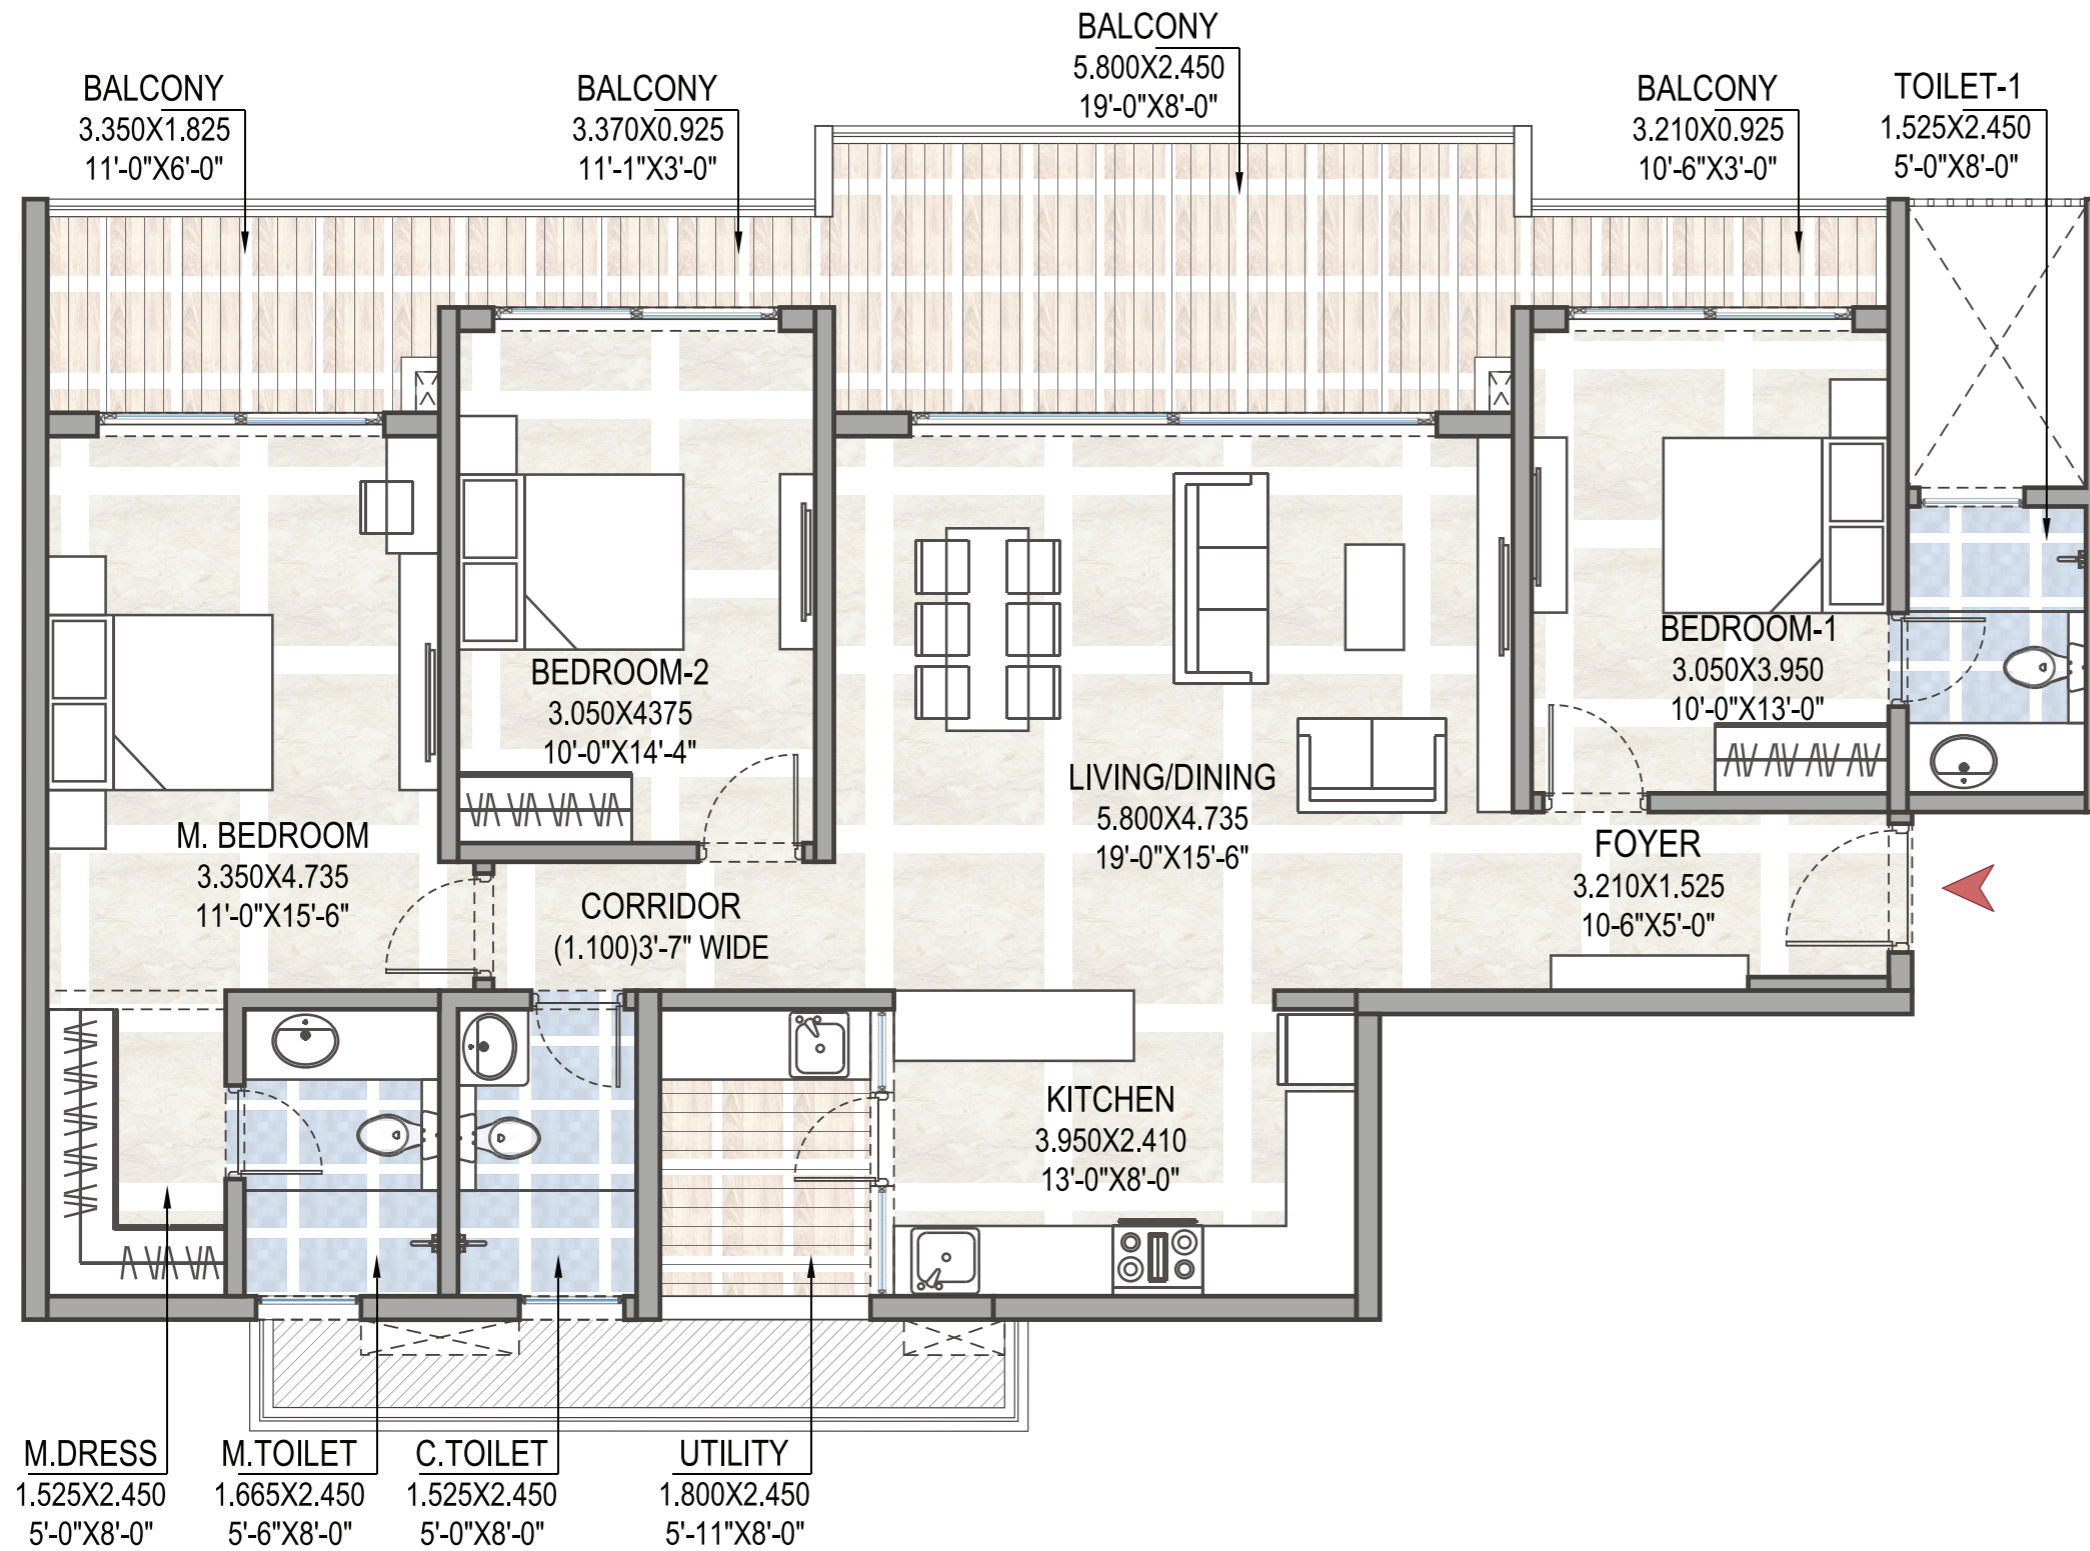 BALCONY
5.800X2.450
19'-0"X8'-0"
BALCONY
3.350X1.825
11'-0"X6'-0"
BALCONY
3.370X0.925
11'-1"X3'-0"
BALCONY
3.210X0.925
10'-6"X3'-0"
TOILET-1
1.525X2.450
5'-0"X8'-0"
BEDROOM-1
3.050X3.950
10'-0"X13'-0"
BEDROOM-2
3.050X4375
10'-0"X14'-4"
LIVING/DINING
5.800X4.735
19'-0"X15'-6"
M. BEDROOM
3.350X4.735
11'-0"X15'-6"
FOYER
3.210X1.525
10-6"X5'-0"
CORRIDOR
(1.100)3'-7" WIDE
KITCHEN
3.950X2.410
13'-0"X8'-0"
M.DRESS
1.525X2.450
5'-0"X8'-0"
M.TOILET
1.665X2.450
5'-6"X8'-0"
C.TOILET
1.525X2.450
5'-0"X8'-0"
UTILITY
1.800X2.450
5'-11"X8'-0"